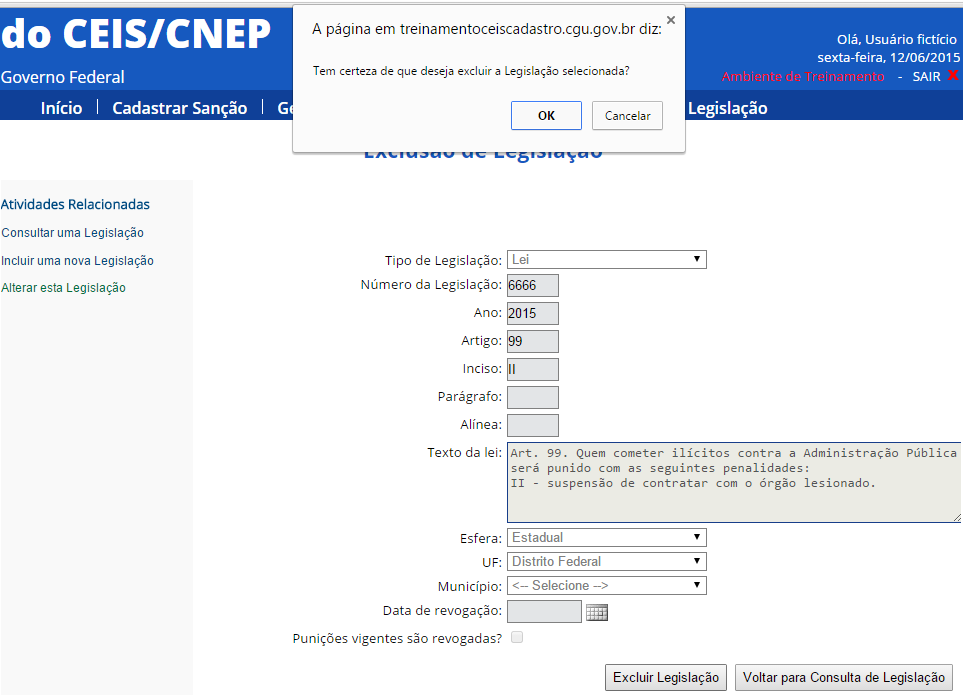 do CEIS/CNEP
Governo Federal
A página em treinamentoceiscadastro.cgu.gov.br diz:
Tem certeza de que deseja excluir a Legislação selecionada?
OK
Cancelar
Olá, Usuário fictício
sexta-feira, 12/06/2015
Ambiente de Treinamento - SAIR
Início
Cadastrar Sanção
Legislação
Exclusão de Legislação
Atividades Relacionadas
Consultar uma Legislação
Incluir uma nova Legislação
Alterar esta Legislação
Tipo de Legislação: Lei
Número da Legislação: 6666
Ano: 2015
Artigo: 99
Inciso: II
Parágrafo:
Alínea:
Texto da lei: Art. 99. Quem cometer ilícitos contra a Administração Pública
será punido com as seguintes penalidades:
II - suspensão de contratar com o órgão lesionado.
Esfera: Estadual
UF: Distrito Federal
Município: <-- Selecione -->
Data de revogação:
Punições vigentes são revogadas?
Excluir Legislação
Voltar para Consulta de Legislação